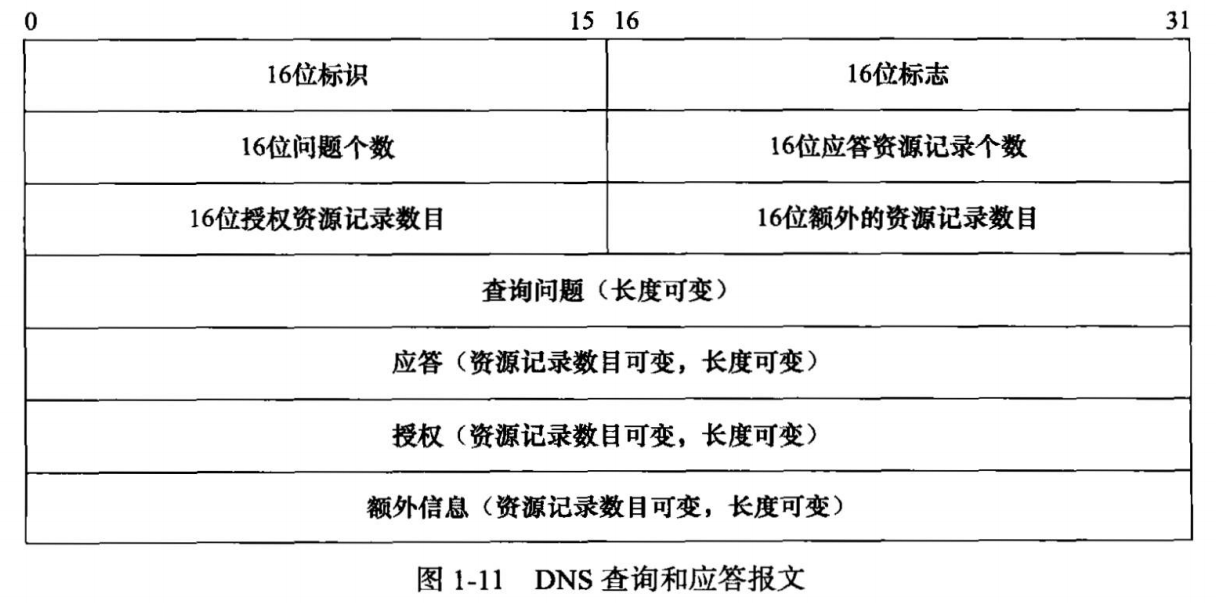 0 15 16 31
16位标识 16位标志
16位问题个数 16位应答资源记录个数
16位授权资源记录数目 16位额外的资源记录数目
查询问题（长度可变）
应答（资源记录数目可变，长度可变）
授权（资源记录数目可变，长度可变）
额外信息（资源记录数目可变，长度可变）
图 1-11 DNS 查询和应答报文